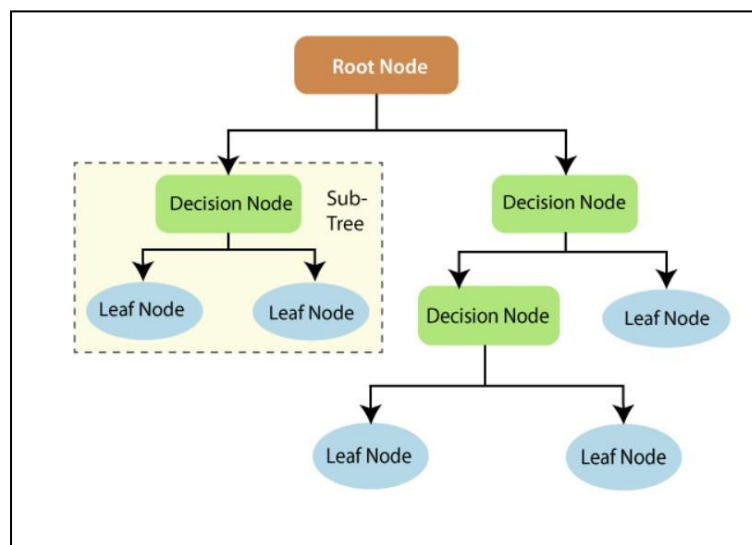 Root Node
Decision Node
Sub-
Tree
Decision Node
Leaf Node
Leaf Node
Decision Node
Leaf Node
Leaf Node
Leaf Node